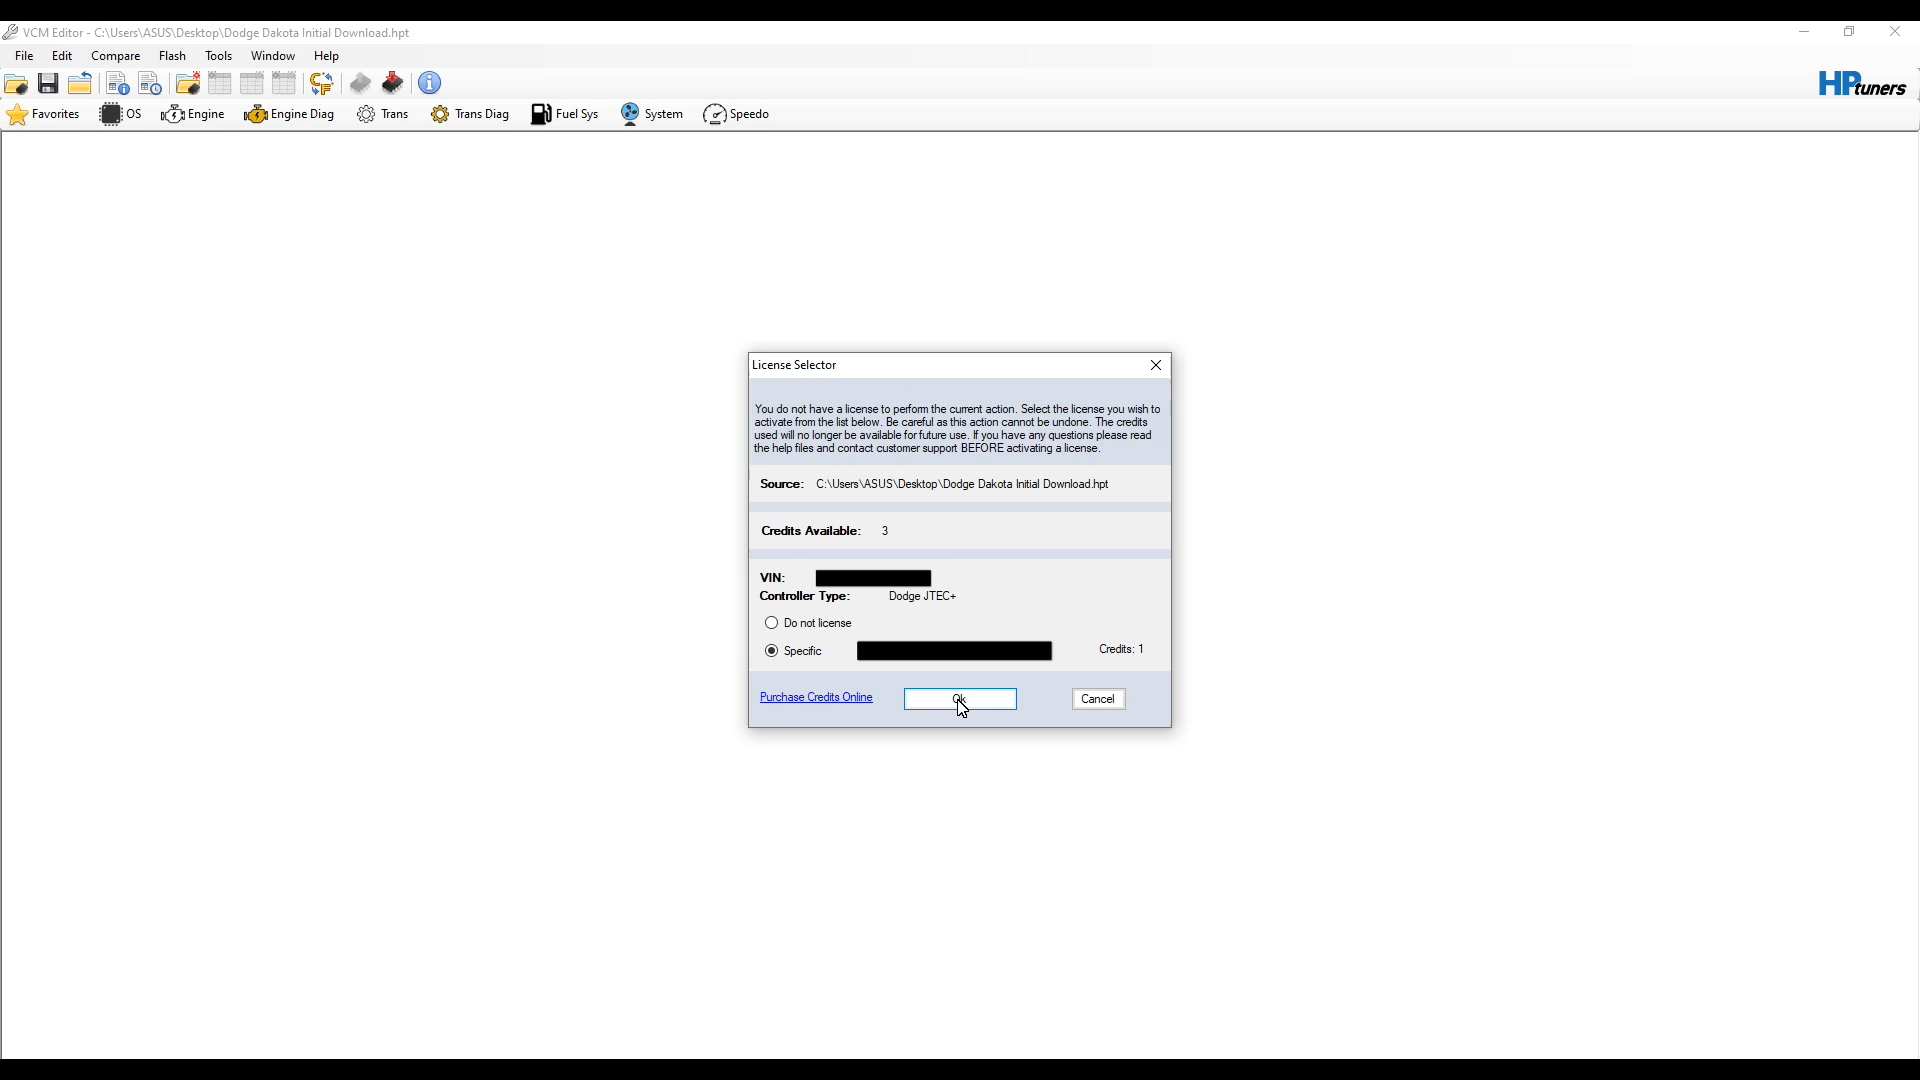 VCM Editor - C:\Users\ASUS\Desktop\Dodge Dakota Initial Download.hpt
File Edit Compare Flash Tools Window Help
HPtuners
Favorites OS Engine Engine Diag Trans Trans Diag Fuel Sys System Speedo
License Selector
You do not have a license to perform the current action. Select the license you wish to
activate from the list below. Be careful as this action cannot be undone. The credits
used will no longer be available for future use. If you have any questions please read
the help files and contact customer support BEFORE activating a license.
Source: C:\Users\ASUS\Desktop\Dodge Dakota Initial Download.hpt
Credits Available: 3
VIN:
Controller Type: Dodge JTEC+
Do not license
Specific Credits: 1
Purchase Credits Online Ok Cancel